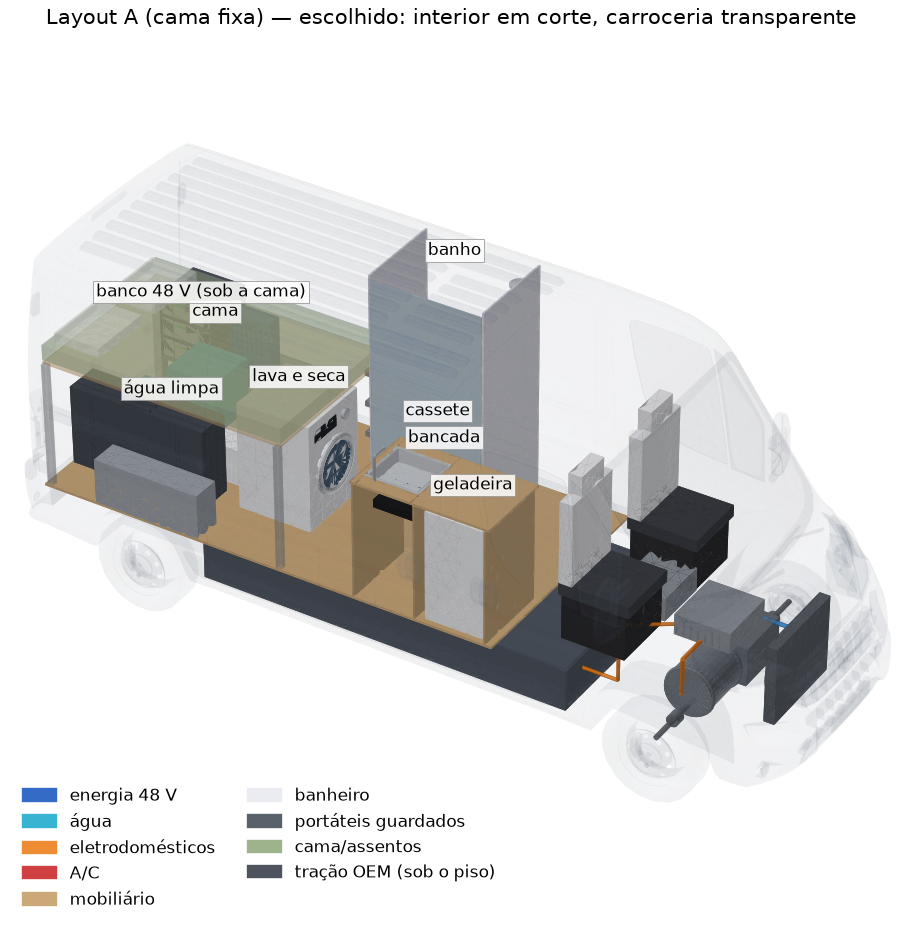 Layout A (cama fixa) — escolhido: interior em corte, carroceria transparente
banho
banco 48 V (sob a cama)
cama
lava e seca
água limpa
cassete
bancada
geladeira
energia 48 V
água
eletrodomésticos
A/C
mobiliário
banheiro
portáteis guardados
cama/assentos
tração OEM (sob o piso)